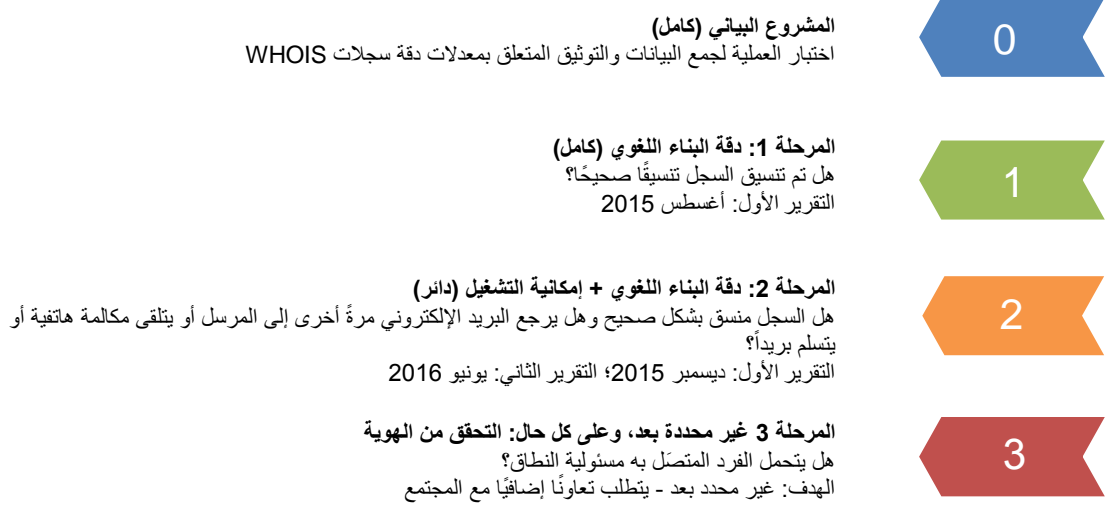 0
المشروع البياني (كامل)
اختبار العملية لجمع البيانات والتوثيق المتعلق بمعدلات دقة سجلات WHOIS
1
المرحلة 1: دقة البناء اللغوي (كامل)
هل تم تنسيق السجل تنسيقًا صحيحًا؟
التقرير الأول: أغسطس 2015
2
المرحلة 2: دقة البناء اللغوي + إمكانية التشغيل (دائر)
هل السجل منسق بشكل صحيح وهل يرجع البريد الإلكتروني مرةً أخرى إلى المرسل أو يتلقى مكالمة هاتفية أو
يتسلم بريداً؟
التقرير الأول: ديسمبر 2015؛ التقرير الثاني: يونيو 2016
3
المرحلة 3 غير محددة بعد، وعلى كل حال: التحقق من الهوية
هل يتحمل الفرد المتصَل به مسئولية النطاق؟
الهدف: غير محدد بعد - يتطلب تعاونًا إضافيًا مع المجتمع